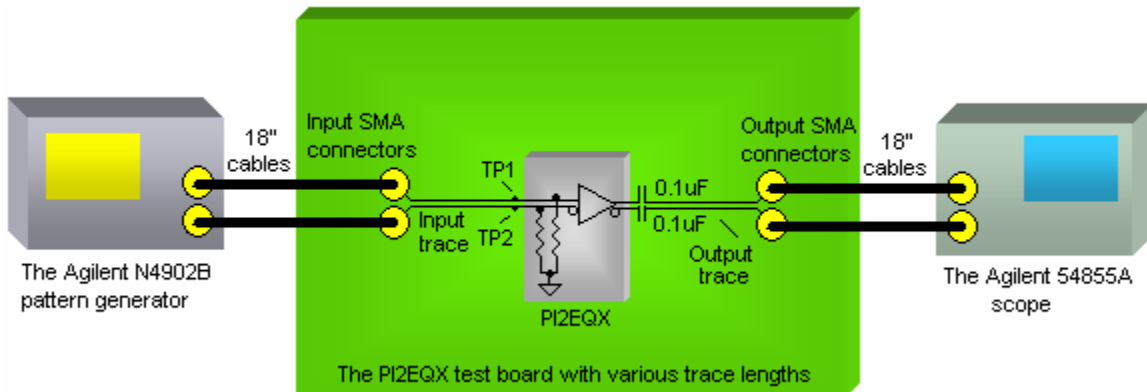 18"
cables
Input SMA
connectors
Output SMA
connectors
18"
cables
TP1
0.1uF
Input
trace
TP2
0.1uF
Output
trace
The Agilent N4902B
pattern generator
PI2EQX
The Agilent 54855A
scope
The PI2EQX test board with various trace lengths